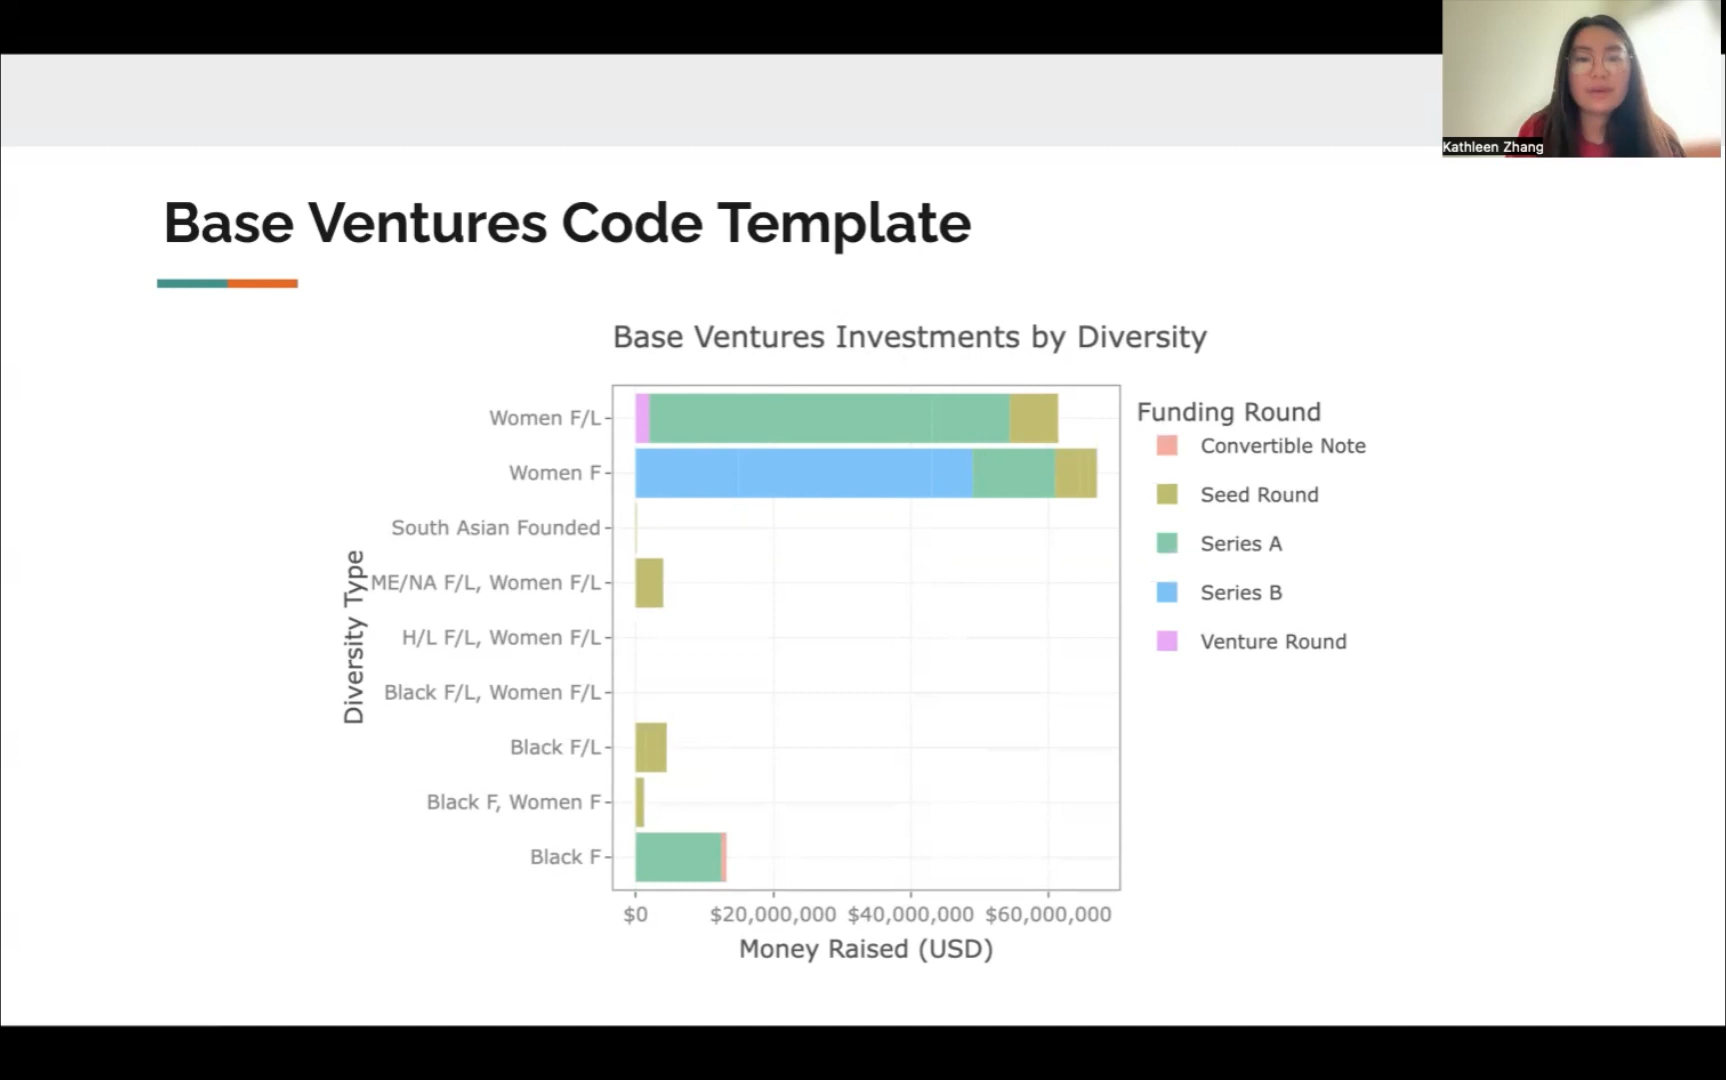 Kathleen Zhang
Base Ventures Code Template
Base Ventures Investments by Diversity
Women F/L
Women F
South Asian Founded
ME/NA F/L, Women F/L
H/L F/L, Women F/L
Black F/L, Women F/L
Black F/L
Black F, Women F
Black F
Diversity Type
$0
$20,000,000
$40,000,000
$60,000,000
Money Raised (USD)
Funding Round
Convertible Note
Seed Round
Series A
Series B
Venture Round